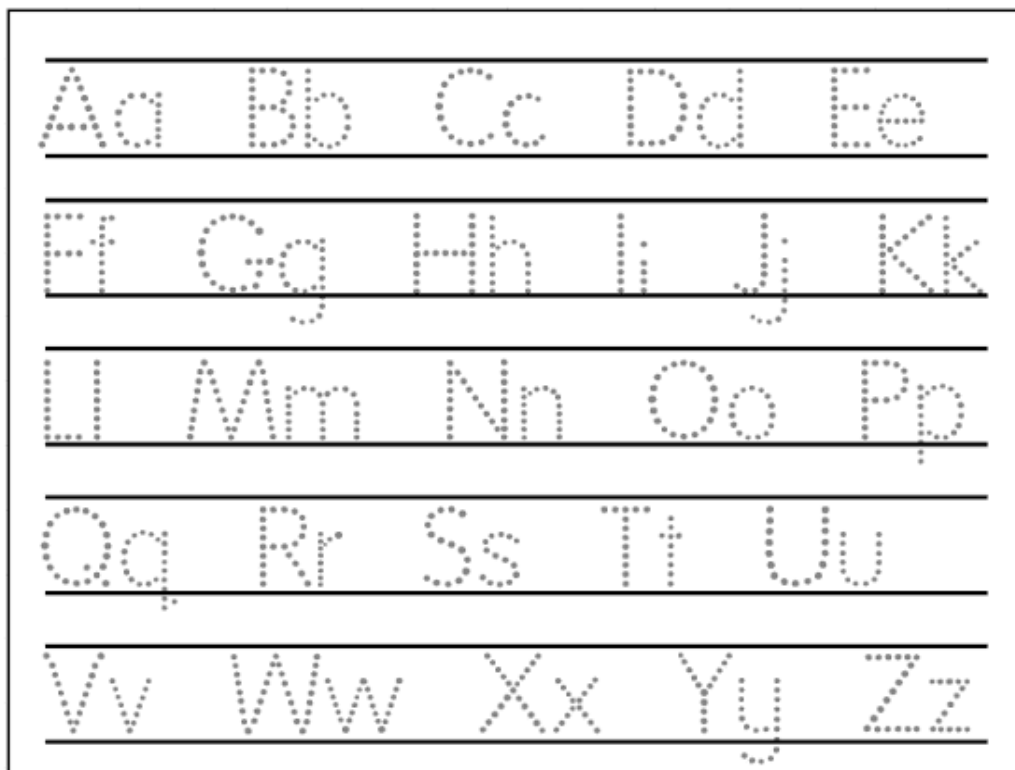 Aa Bb Cc Dd Ee
Ff Gg Hh Ii Jj Kk
Ll Mm Nn Oo Pp
Qq Rr Ss Tt Uu
Vv Ww Xx Yy Zz